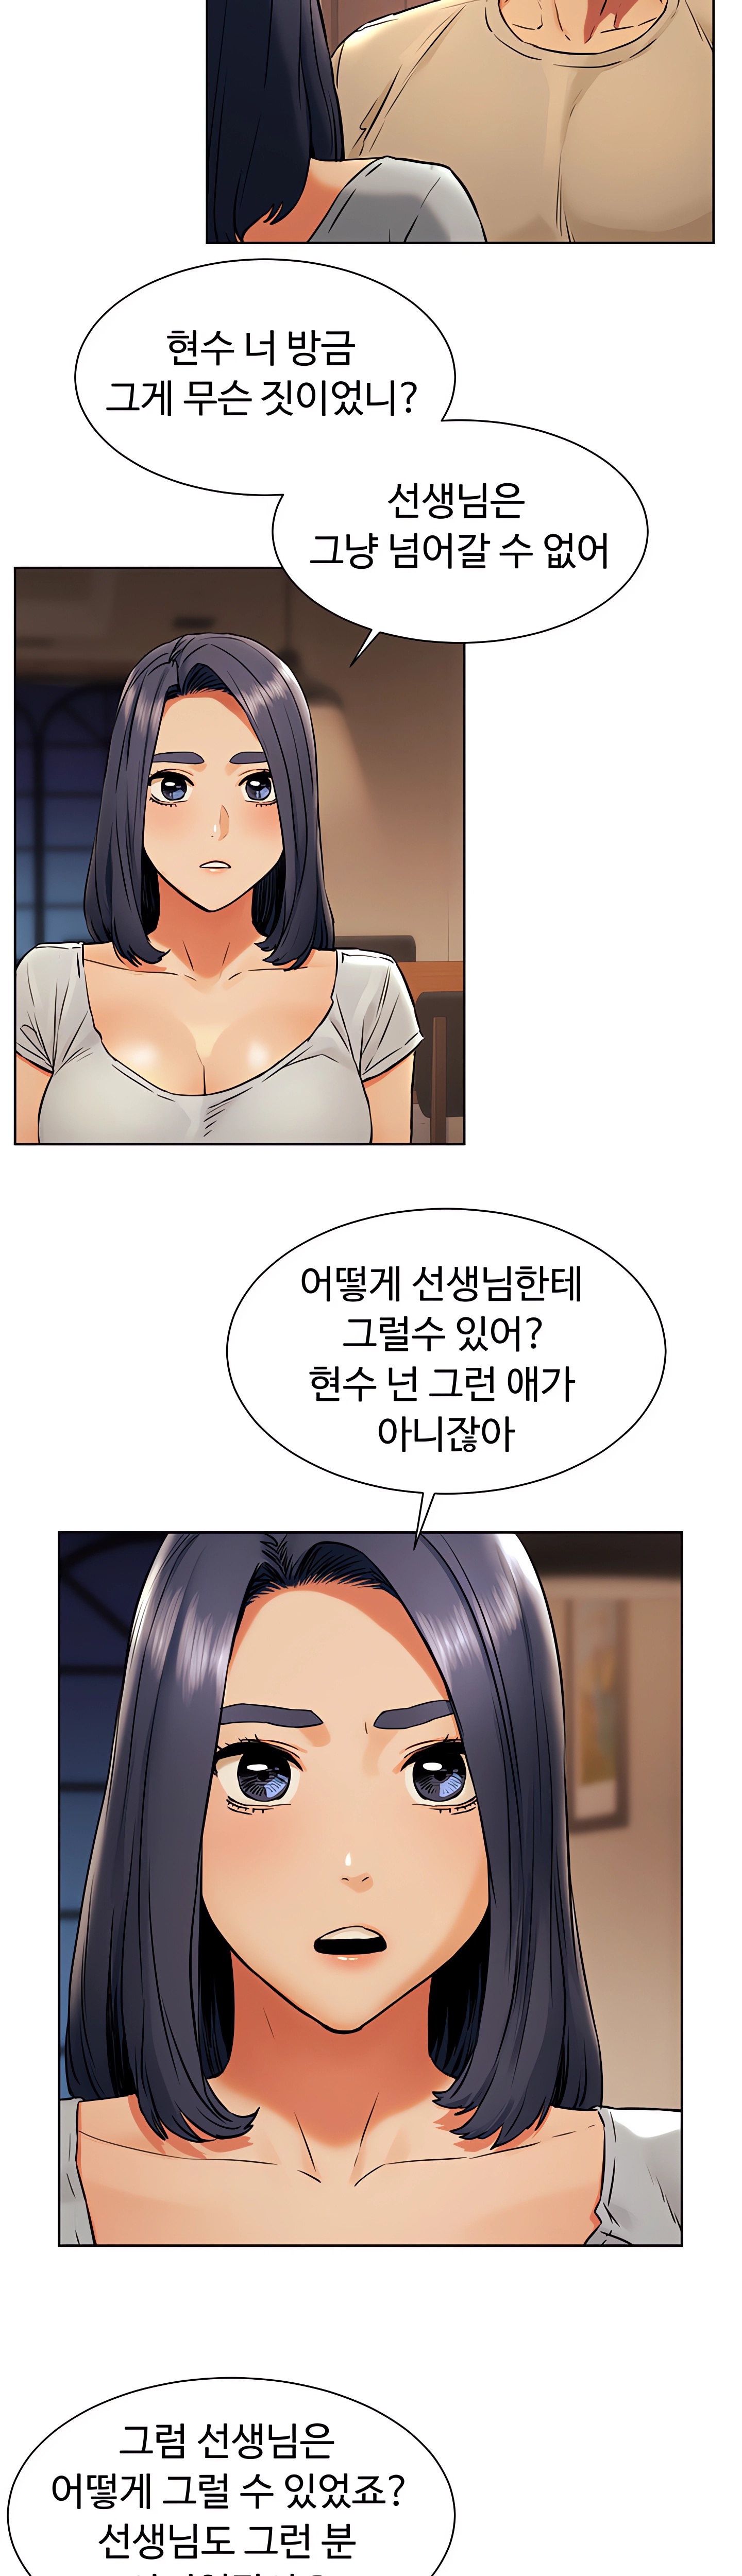 현수 너 방금
그게 무슨 짓이었니?
선생님은
그냥 넘어갈 수 없어
어떻게 선생님한테
그럴수 있어?
현수 넌 그런 애가
아니잖아
그럼 선생님은
어떻게 그럴 수 있었죠?
선생님도 그런 분